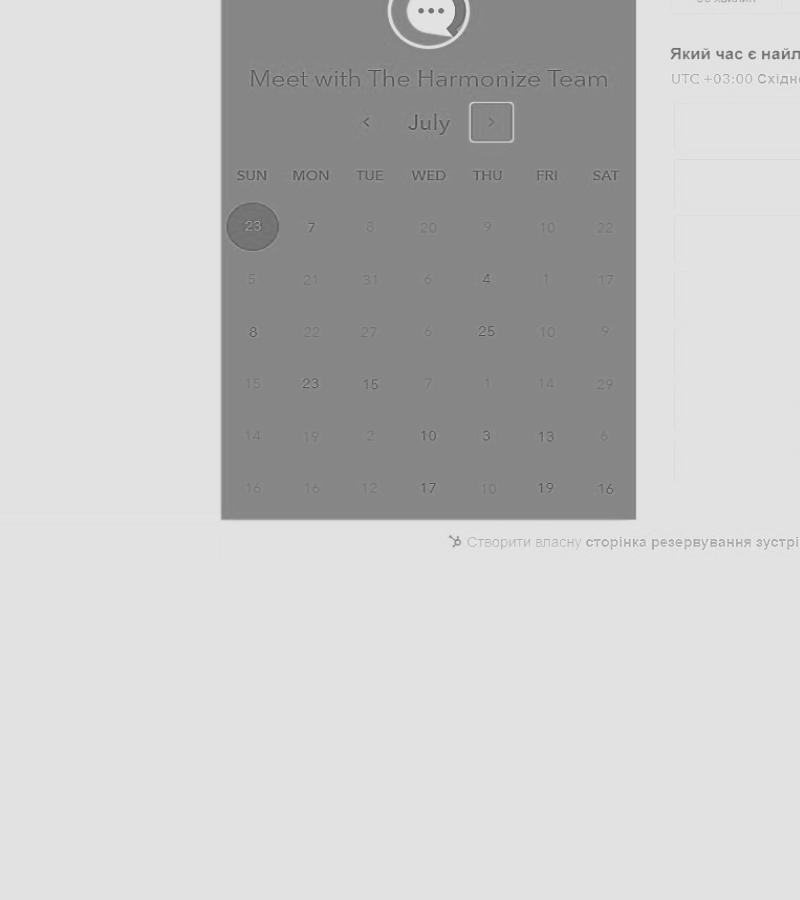 Meet with The Harmonize Team
July
SUN MON TUE WED THU FRI SAT
23 7 8 20 9 10 22
5 21 31 6 4 1 17
8 22 27 6 25 10 9
15 23 15 7 1 14 29
14 19 2 10 3 13 6
16 16 12 17 10 19 16
Який час є
UTC +03:00
Створити власну сторінка резервування